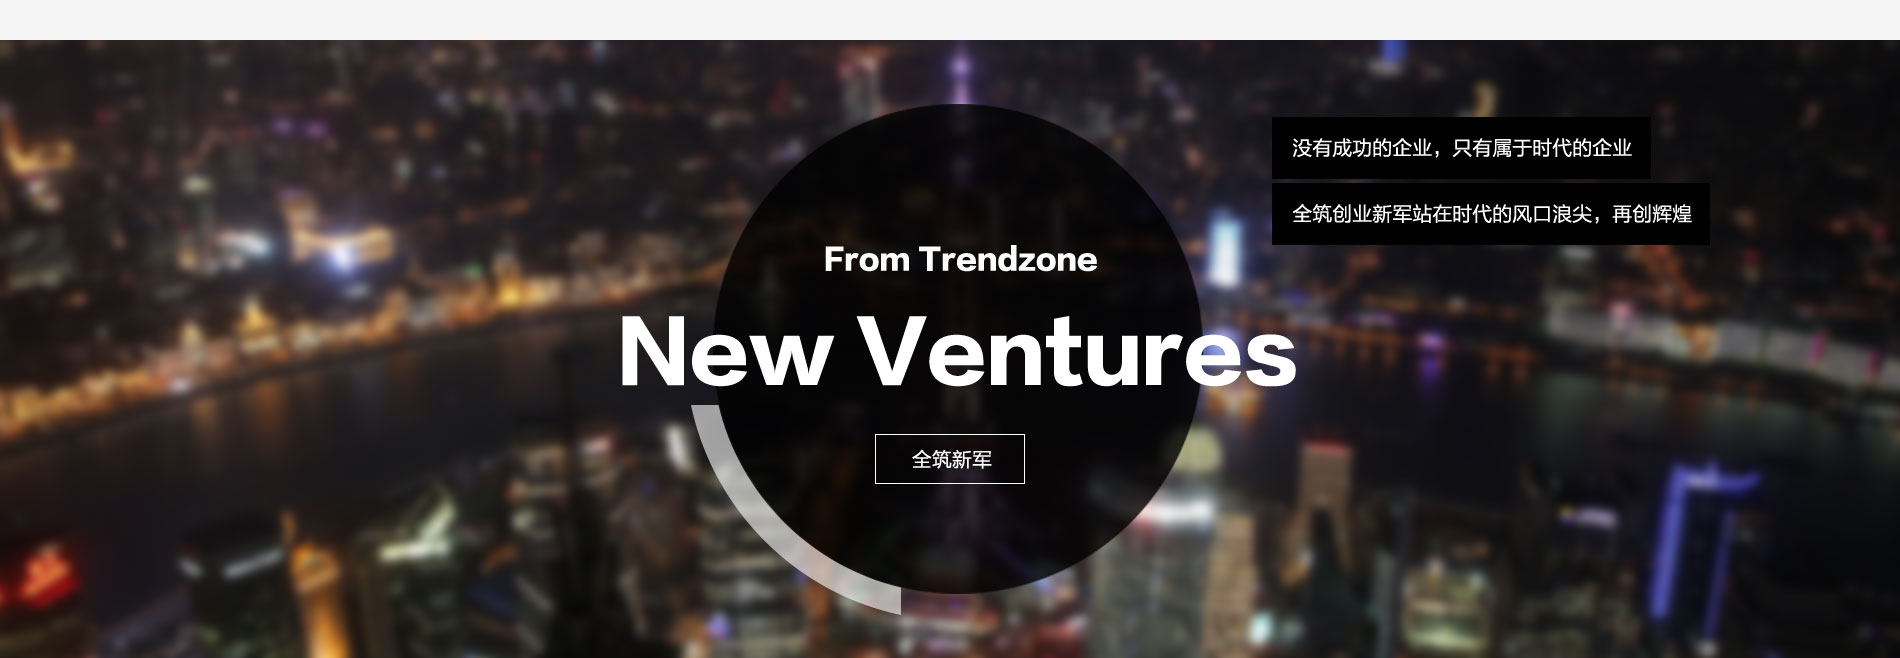 没有成功的企业，只有属于时代的企业
全筑创业新军站在时代的风口浪尖，再创辉煌
From Trendzone
New Ventures
全筑新军